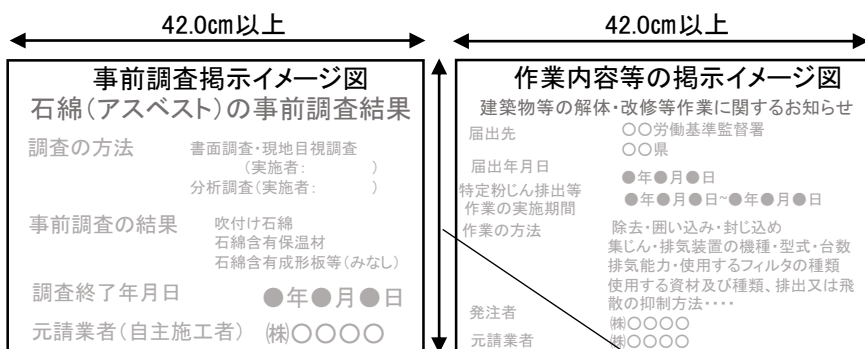 42.0cm以上
事前調査掲示イメージ図
石綿(アスベスト)の事前調査結果
調査の方法 書面調査・現地目視調査
(実施者: )
分析調査(実施者: )
事前調査の結果 吹付け石綿
石綿含有保温材
石綿含有成形板等(みなし)
調査終了年月日 ●年●月●日
元請業者(自主施工者) ㈱〇〇〇〇
42.0cm以上
作業内容等の掲示イメージ図
建築物等の解体・改修等作業に関するお知らせ
届出先 〇〇労働基準監督署
〇〇県
届出年月日 ●年●月●日
特定粉じん排出等
作業の実施期間 ●年●月●日~●年●月●日
作業の方法 除去・囲い込み・封じ込め
集じん・排気装置の機種・型式・台数
排気能力・使用するフィルタの種類
使用する資材及び種類、排出又は飛
散の抑制方法・・・・
発注者 ㈱〇〇〇〇
元請業者 ㈱〇〇〇〇